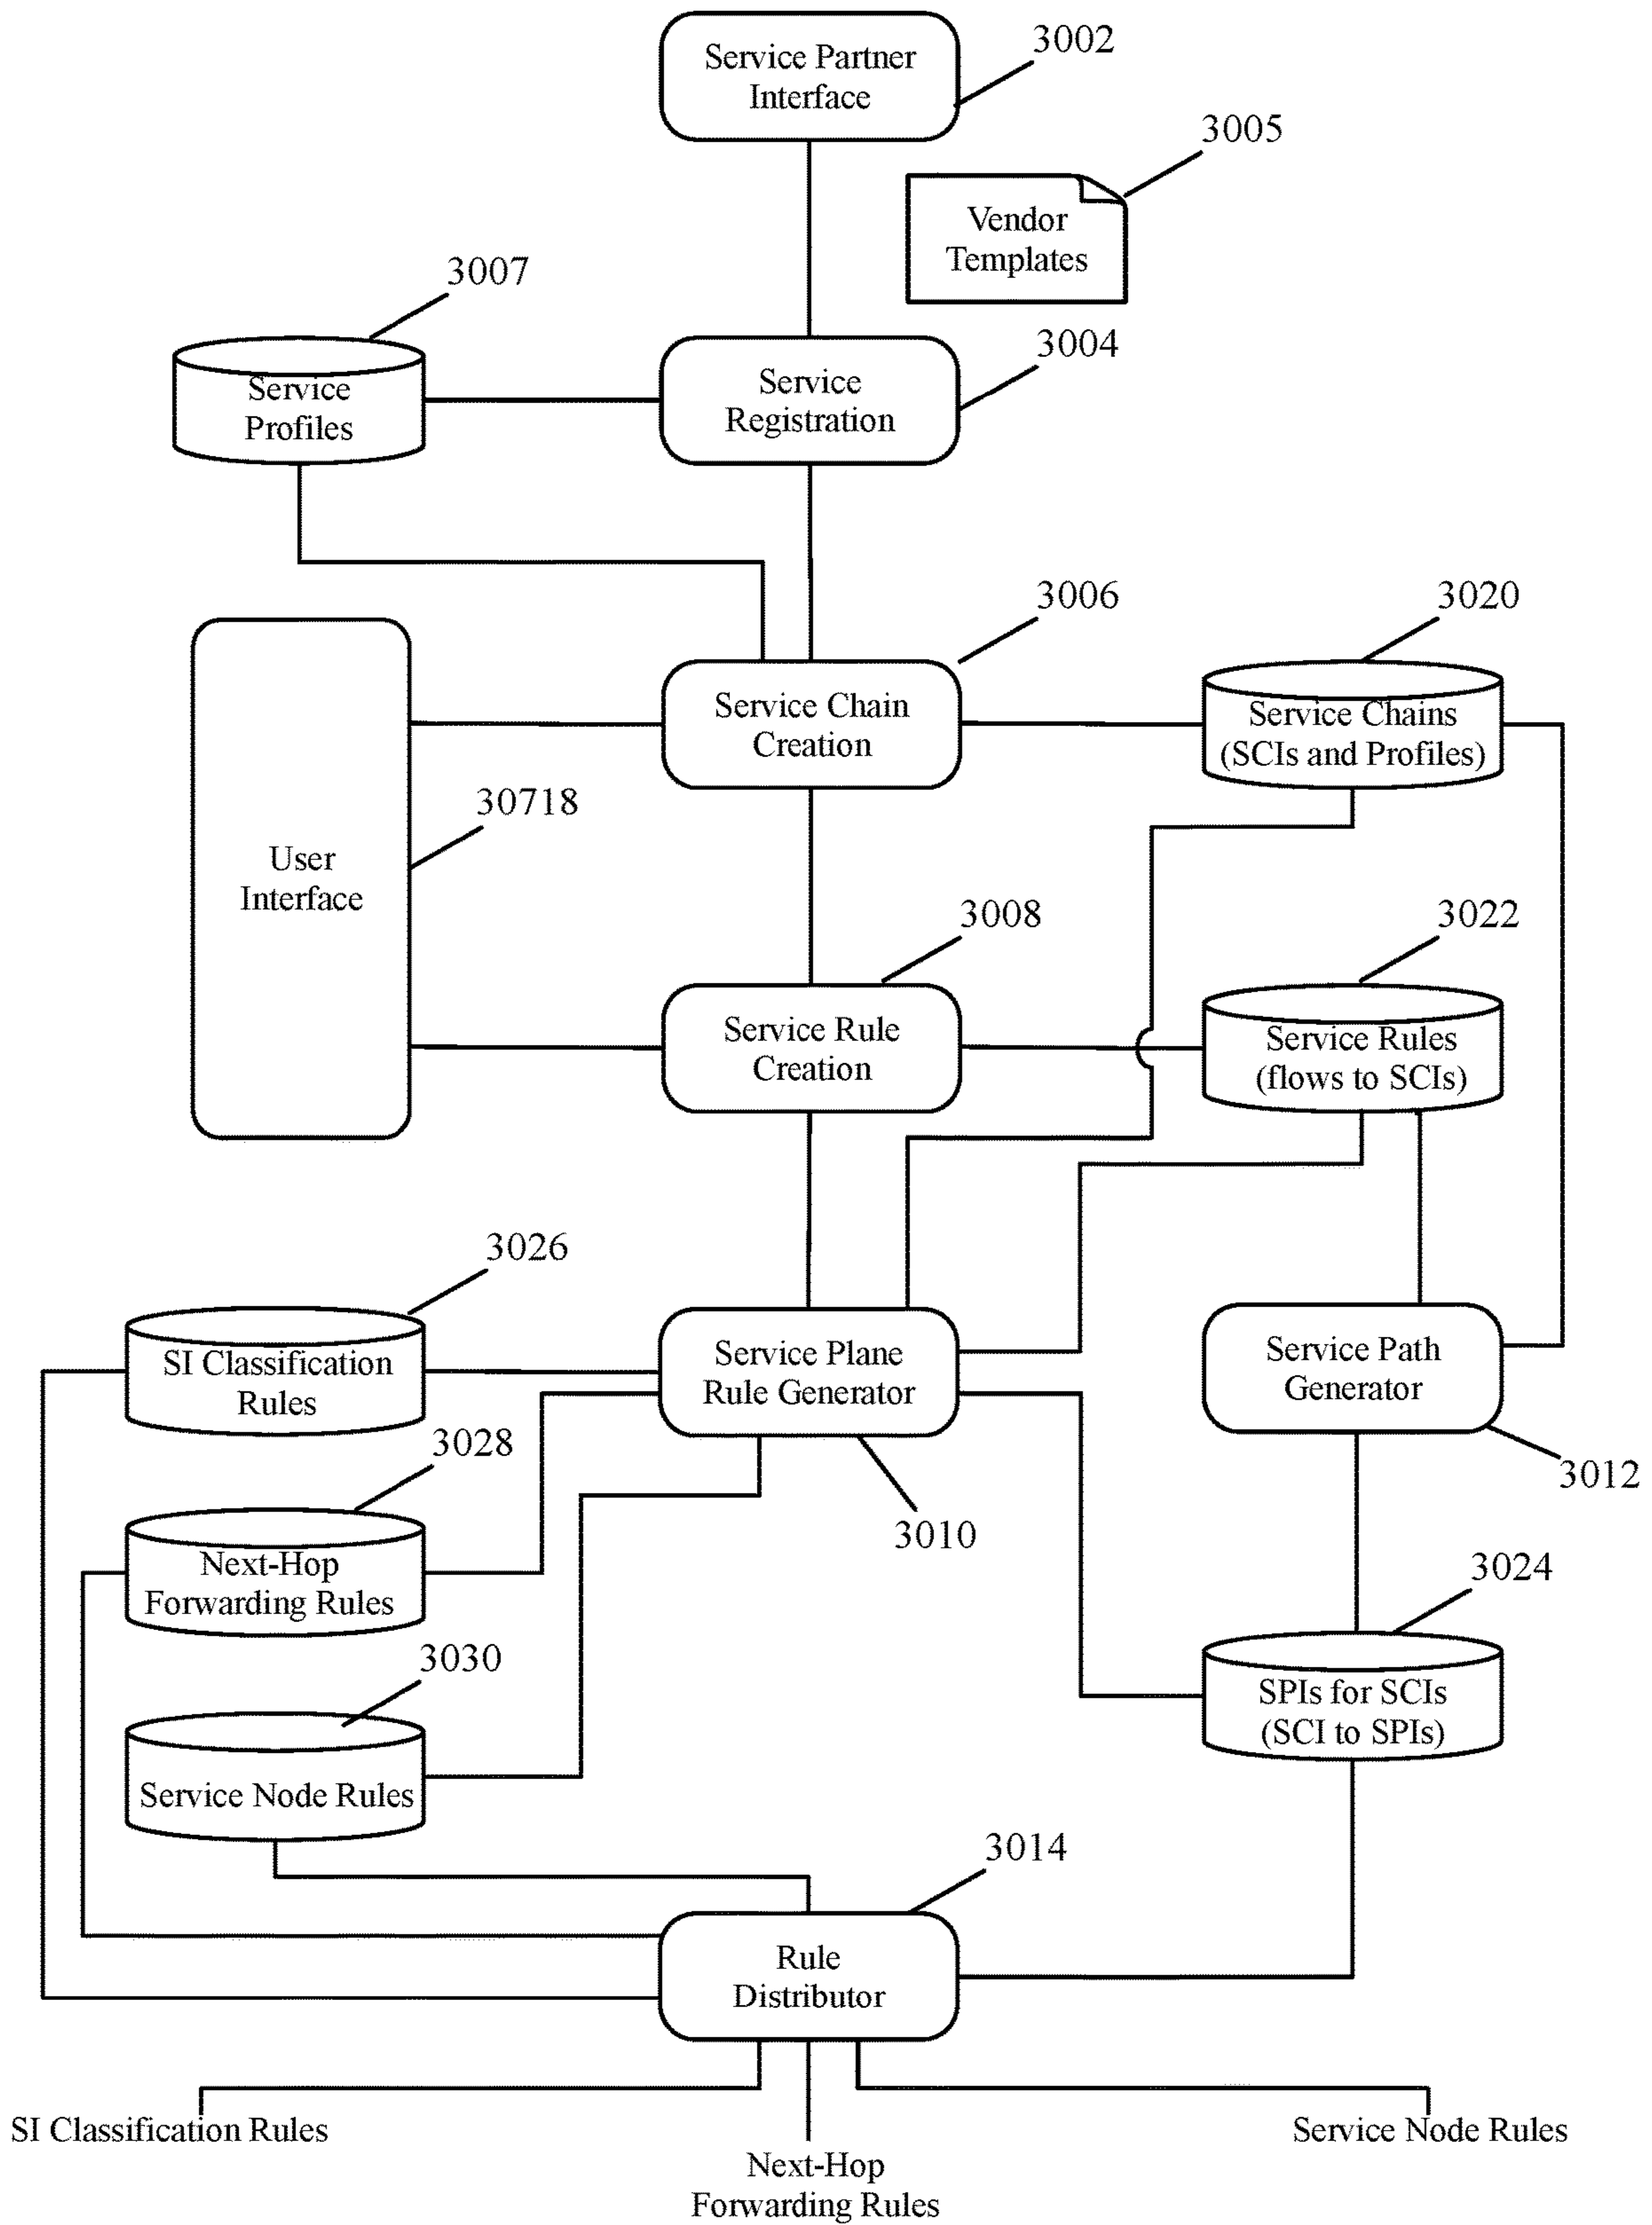 Service Partner
Interface
3002
3005
Vendor
Templates
3007
Service
Profiles
3004
Service
Registration
3006
3020
Service Chain
Creation
Service Chains
(SCIs and Profiles)
30718
User
Interface
3008
3022
Service Rule
Creation
Service Rules
(flows to SCIs)
3026
SI Classification
Rules
Service Plane
Rule Generator
Service Path
Generator
3028
3012
3010
Next-Hop
Forwarding Rules
3024
3030
SPIs for SCIs
(SCI to SPIs)
Service Node Rules
3014
Rule
Distributor
SI Classification Rules
Service Node Rules
Next-Hop
Forwarding Rules